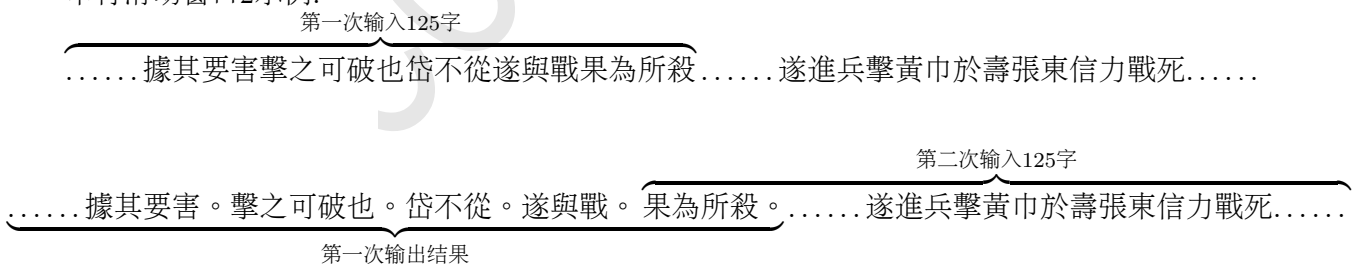 第一次输入125字
......據其要害擊之可破也岱不從遂與戰果為所殺......遂進兵擊黃巾於壽張東信力戰死......
第二次输入125字
......據其要害。擊之可破也。岱不從。遂與戰。果為所殺。......遂進兵擊黃巾於壽張東信力戰死......
第一次输出结果